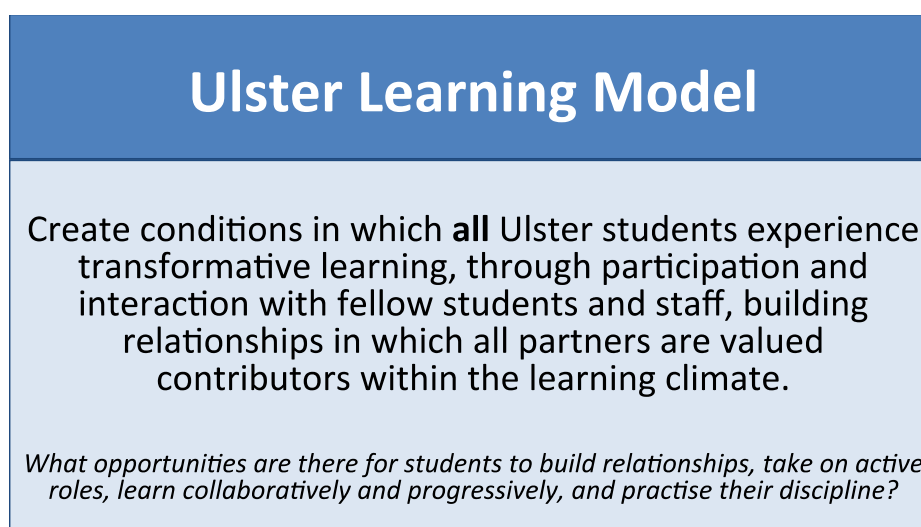 Ulster Learning Model
Create conditions in which all Ulster students experience
transformative learning, through participation and
interaction with fellow students and staff, building
relationships in which all partners are valued
contributors within the learning climate.
What opportunities are there for students to build relationships, take on active
roles, learn collaboratively and progressively, and practise their discipline?